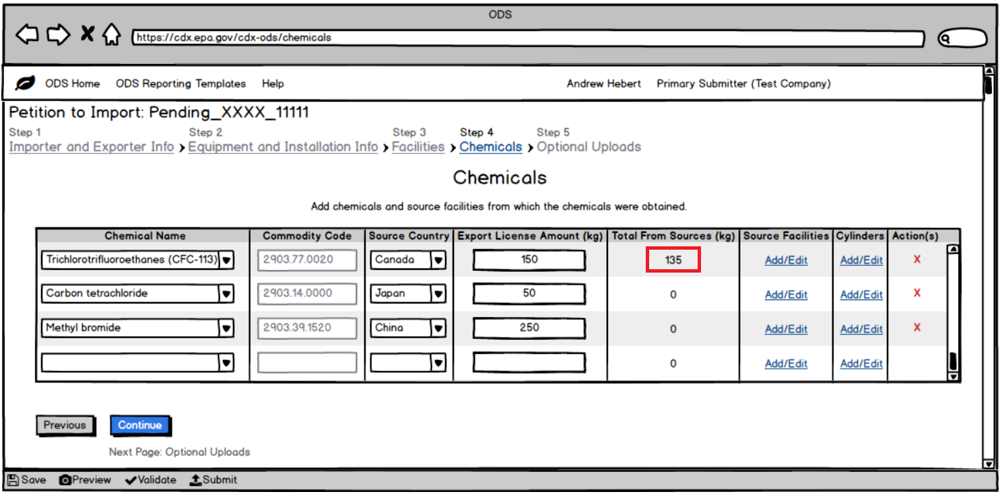 ODS
https://cdx.epa.gov/cdx-ods/chemicals
ODS Home ODS Reporting Templates Help Andrew Hebert Primary Submitter (Test Company)
Petition to Import: Pending_XXXX_11111
Step 1 Step 2 Step 3 Step 4 Step 5
Importer and Exporter Info Equipment and Installation Info Facilities Chemicals Optional Uploads
Chemicals
Add chemicals and source facilities from which the chemicals were obtained.
Chemical Name Commodity Code Source Country Export License Amount (kg) Total From Sources (kg) Source Facilities Cylinders Action(s)
Trichlorotrifluoroethanes (CFC-113) 2903.77.0020 Canada 150 135 Add/Edit Add/Edit X
Carbon tetrachloride 2903.14.0000 Japan 50 0 Add/Edit Add/Edit X
Methyl bromide 2903.39.1520 China 250 0 Add/Edit Add/Edit X
0 Add/Edit Add/Edit
Previous Continue
Next Page: Optional Uploads
Save Preview Validate Submit